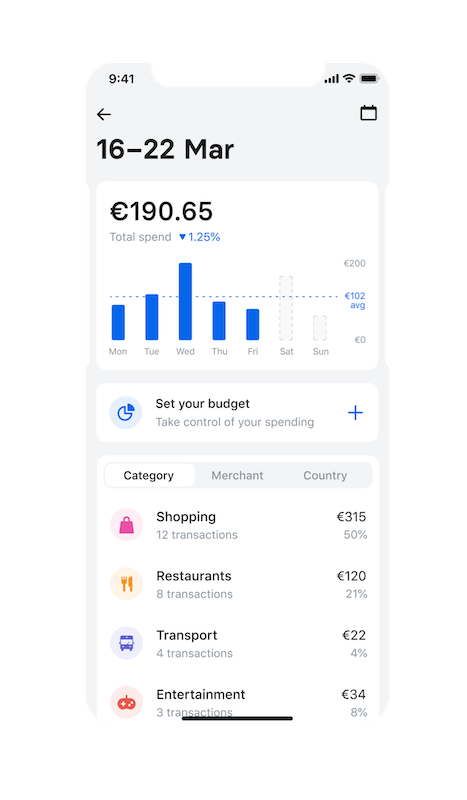 9:41
16–22 Mar
€190.65
Total spend ▼1.25%
€200
€102
avg
€0
Mon Tue Wed Thu Fri Sat Sun
Set your budget
Take control of your spending
Category Merchant Country
Shopping €315
12 transactions 50%
Restaurants €120
8 transactions 21%
Transport €22
4 transactions 4%
Entertainment €34
3 transactions 8%